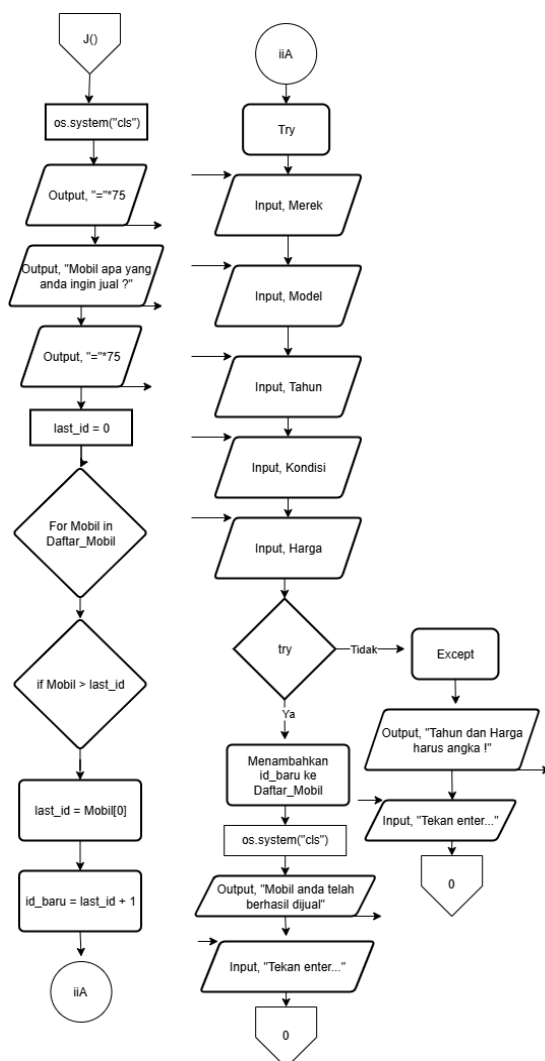 J()
os.system("cls")
Output, "="*75
Output, "Mobil apa yang
anda ingin jual ?"
Output, "="*75
last_id = 0
For Mobil in
Daftar_Mobil
if Mobil > last_id
last_id = Mobil[0]
id_baru = last_id + 1
iiA
iiA
Try
Input, Merek
Input, Model
Input, Tahun
Input, Kondisi
Input, Harga
try
Tidak
Except
Output, "Tahun dan Harga
harus angka !"
Input, "Tekan enter..."
0
Ya
Menambahkan
id_baru ke
Daftar_Mobil
os.system("cls")
Output, "Mobil anda telah
berhasil dijual"
Input, "Tekan enter..."
0